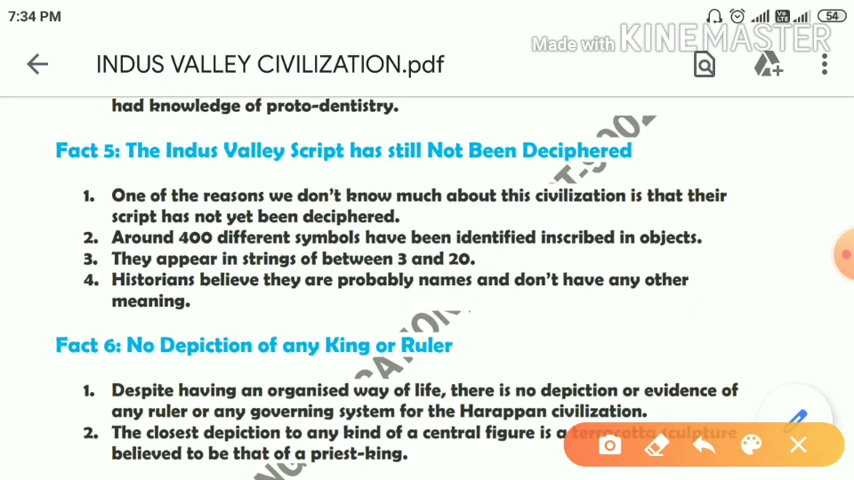 7:34 PM
54
Made with KINEMASTER
INDUS VALLEY CIVILIZATION.pdf
had knowledge of proto-dentistry.
Fact 5: The Indus Valley Script has still Not Been Deciphered
1. One of the reasons we don't know much about this civilization is that their
script has not yet been deciphered.
2. Around 400 different symbols have been identified inscribed in objects.
3. They appear in strings of between 3 and 20.
4. Historians believe they are probably names and don't have any other
meaning.
Fact 6: No Depiction of any King or Ruler
1. Despite having an organised way of life, there is no depiction or evidence of
any ruler or any governing system for the Harappan civilization.
2. The closest depiction to any kind of a central figure is a terracotta sculpture
believed to be that of a priest-king.